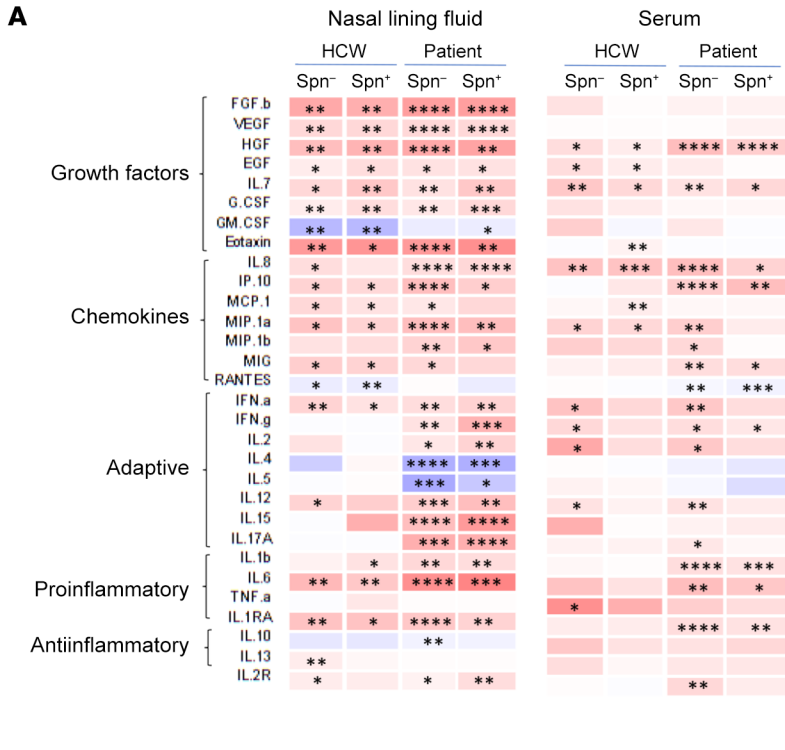 A
Nasal lining fluid Serum
HCW Patient HCW Patient
Spn⁻ Spn⁺ Spn⁻ Spn⁺ Spn⁻ Spn⁺ Spn⁻ Spn⁺
Growth factors
FGF.b ** ** **** ****
VEGF ** ** **** ****
HGF ** ** **** ** * * **** ****
EGF * * * * * *
IL.7 * ** ** ** ** * ** *
G.CSF ** ** ** ***
GM.CSF ** ** *
Eotaxin ** * **** ** **
Chemokines
IL.8 * **** **** ** *** **** *
IP.10 * * **** * **** **
MCP.1 * * * **
MIP.1a * * **** ** * * **
MIP.1b ** * *
MIG * * * ** *
RANTES * ** ** ***
Adaptive
IFN.a ** * ** ** * **
IFN.g ** *** * * *
IL.2 * ** * *
IL.4 **** ***
IL.5 *** *
IL.12 * *** ** * **
IL.15 **** ****
IL.17A *** **** *
Proinflammatory
IL.1b * ** ** **** ***
IL.6 ** ** **** *** ** *
TNF.a *
IL.1RA ** * **** ** **** **
Antiinflammatory
IL.10 **
IL.13 **
IL.2R * * ** **